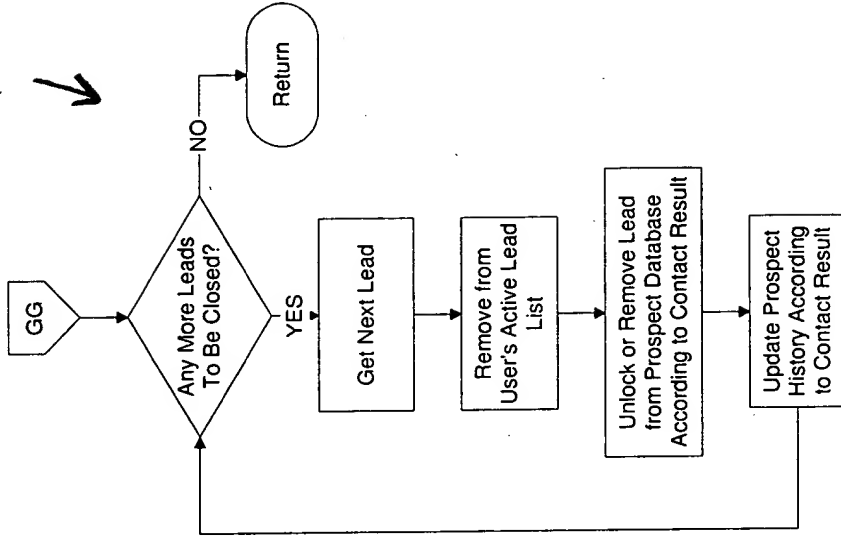 GG
Any More Leads
To Be Closed?
NO
Return
YES
Get Next Lead
Remove from
User's Active Lead
List
Unlock or Remove Lead
from Prospect Database
According to Contact Result
Update Prospect
History According
to Contact Result